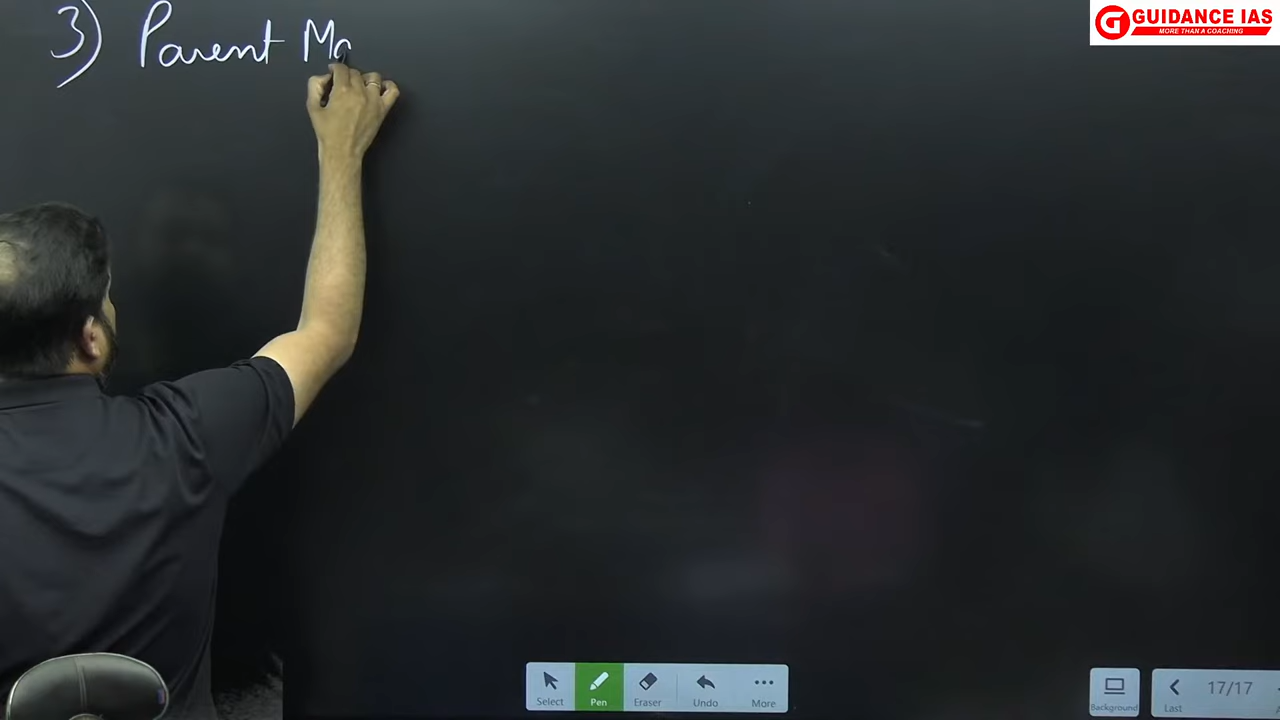 3) Parent Ma
GUIDANCE IAS
MORE THAN A COACHING
Select
Pen
Eraser
Undo
More
Background
Last
17/17